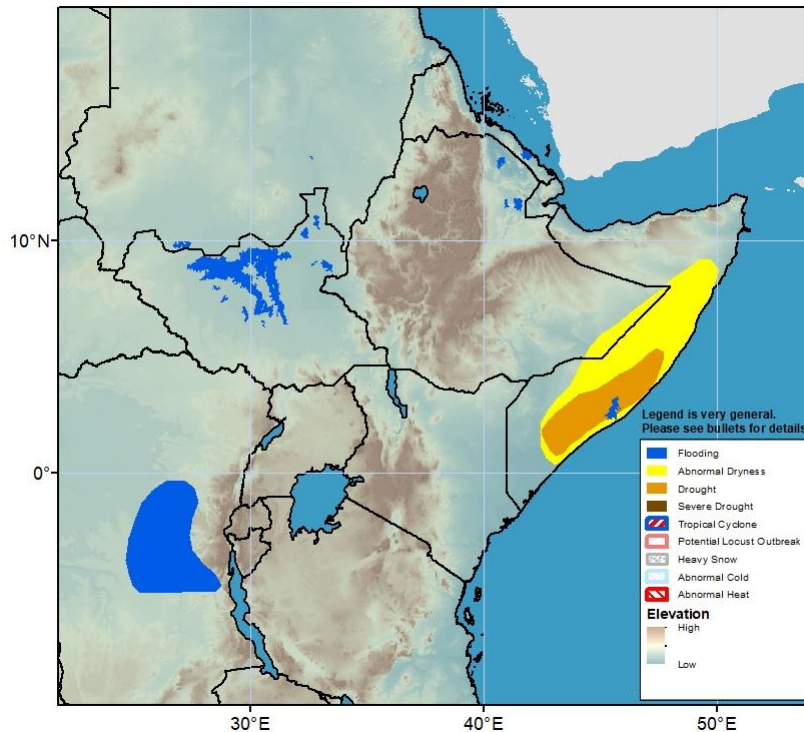 10°N
0°
Legend is very general.
Please see bullets for details
Flooding
Abnormal Dryness
Drought
Severe Drought
Tropical Cyclone
Potential Locust Outbreak
Heavy Snow
Abnormal Cold
Abnormal Heat
Elevation
High
Low
30°E
40°E
50°E